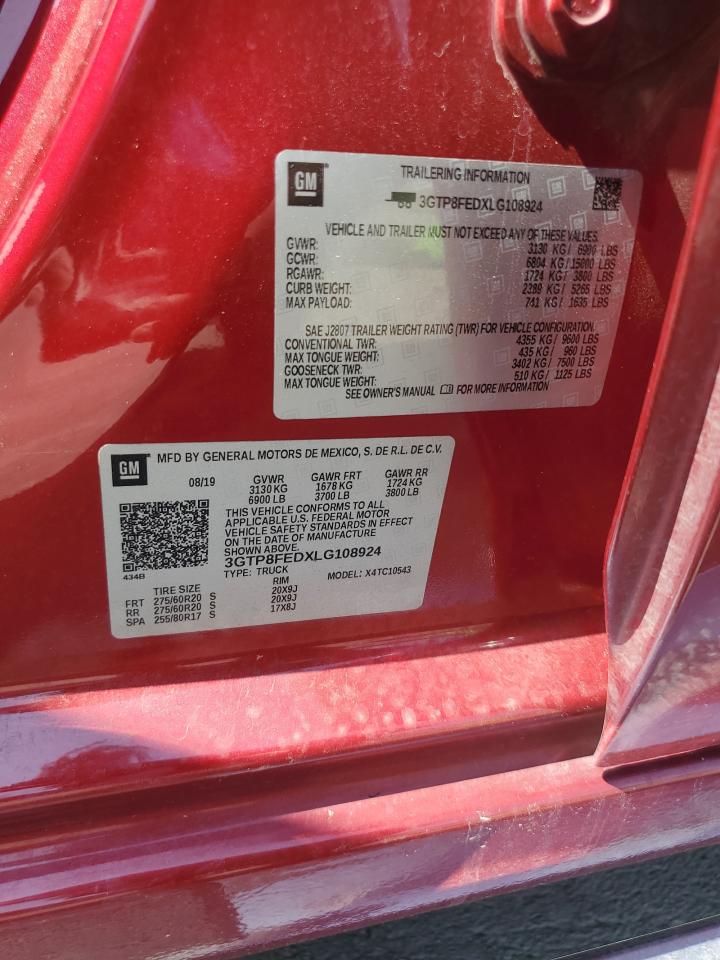 GM
TRAILERING INFORMATION
3GTP8FEDXLG108924
VEHICLE AND TRAILER MUST NOT EXCEED ANY OF THESE VALUES.
GVWR: 3130 KG / 6900 LBS
GCWR: 6804 KG / 15000 LBS
RGAWR: 1724 KG / 3800 LBS
CURB WEIGHT: 2389 KG / 5265 LBS
MAX PAYLOAD: 741 KG / 1635 LBS
SAE J2807 TRAILER WEIGHT RATING (TWR) FOR VEHICLE CONFIGURATION.
CONVENTIONAL TWR: 4355 KG / 9600 LBS
MAX TONGUE WEIGHT: 435 KG / 960 LBS
GOOSENECK TWR: 3402 KG / 7500 LBS
MAX TONGUE WEIGHT: 510 KG / 1125 LBS
SEE OWNER'S MANUAL FOR MORE INFORMATION
GM
MFD BY GENERAL MOTORS DE MEXICO, S. DE R.L. DE C.V.
08/19 GVWR GAWR FRT GAWR RR
3130 KG 1678 KG 1724 KG
6900 LB 3700 LB 3800 LB
THIS VEHICLE CONFORMS TO ALL
APPLICABLE U.S. FEDERAL MOTOR
VEHICLE SAFETY STANDARDS IN EFFECT
ON THE DATE OF MANUFACTURE
SHOWN ABOVE.
3GTP8FEDXLG108924
434B TYPE: TRUCK MODEL: X4TC10543
TIRE SIZE RIM
FRT 275/60R20 S 20X9J
RR 275/60R20 S 20X9J
SPA 255/80R17 S 17X8J